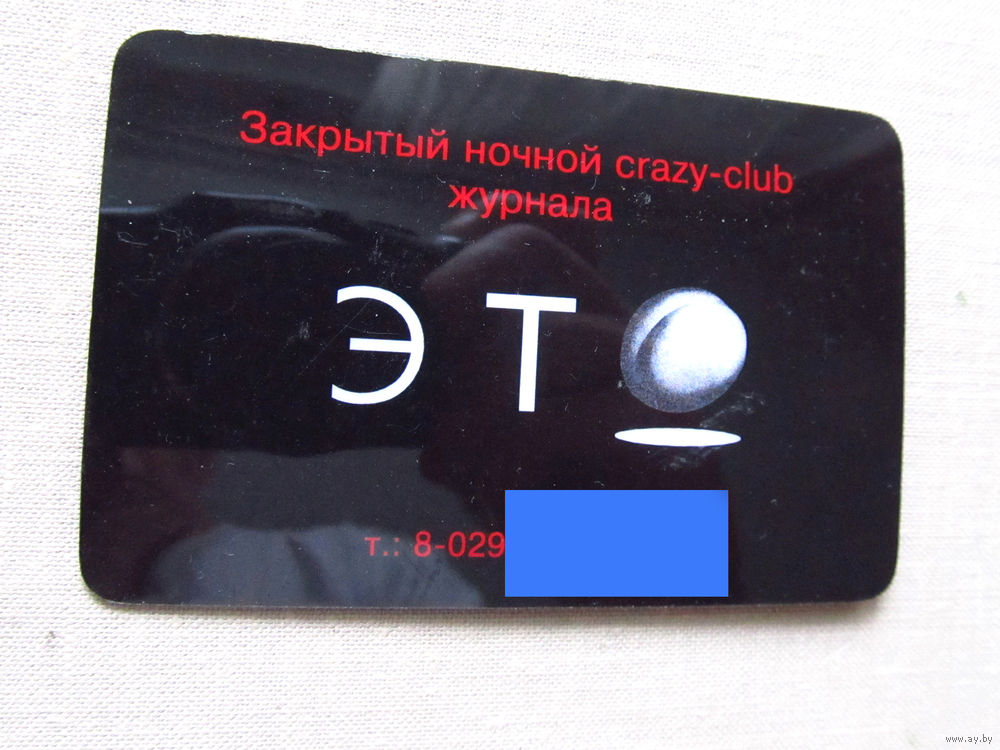 Закрытый ночной crazy-club
журнала
ЭТО
т.: 8-029
www.ay.by